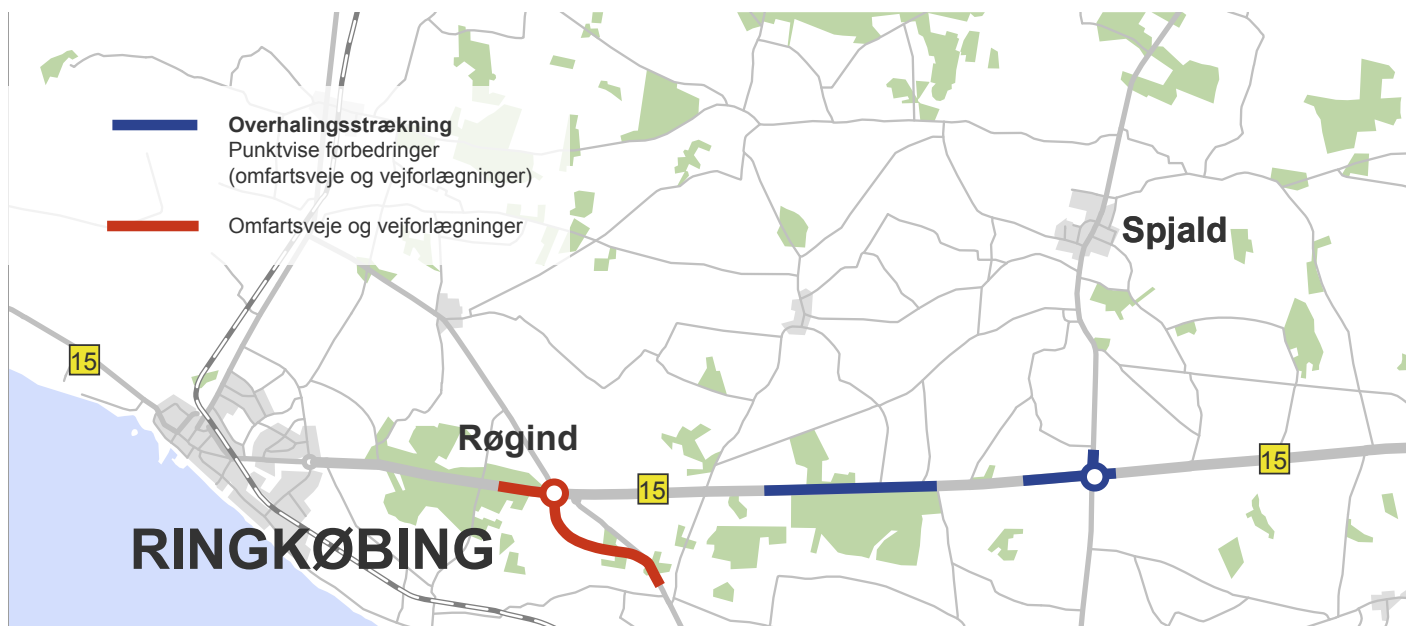 Overhalingsstrækning
Punktvise forbedringer
(omfartsveje og vejforlægninger)
Omfartsveje og vejforlægninger
Spjald
15
Røgind
15
15
RINGKØBING